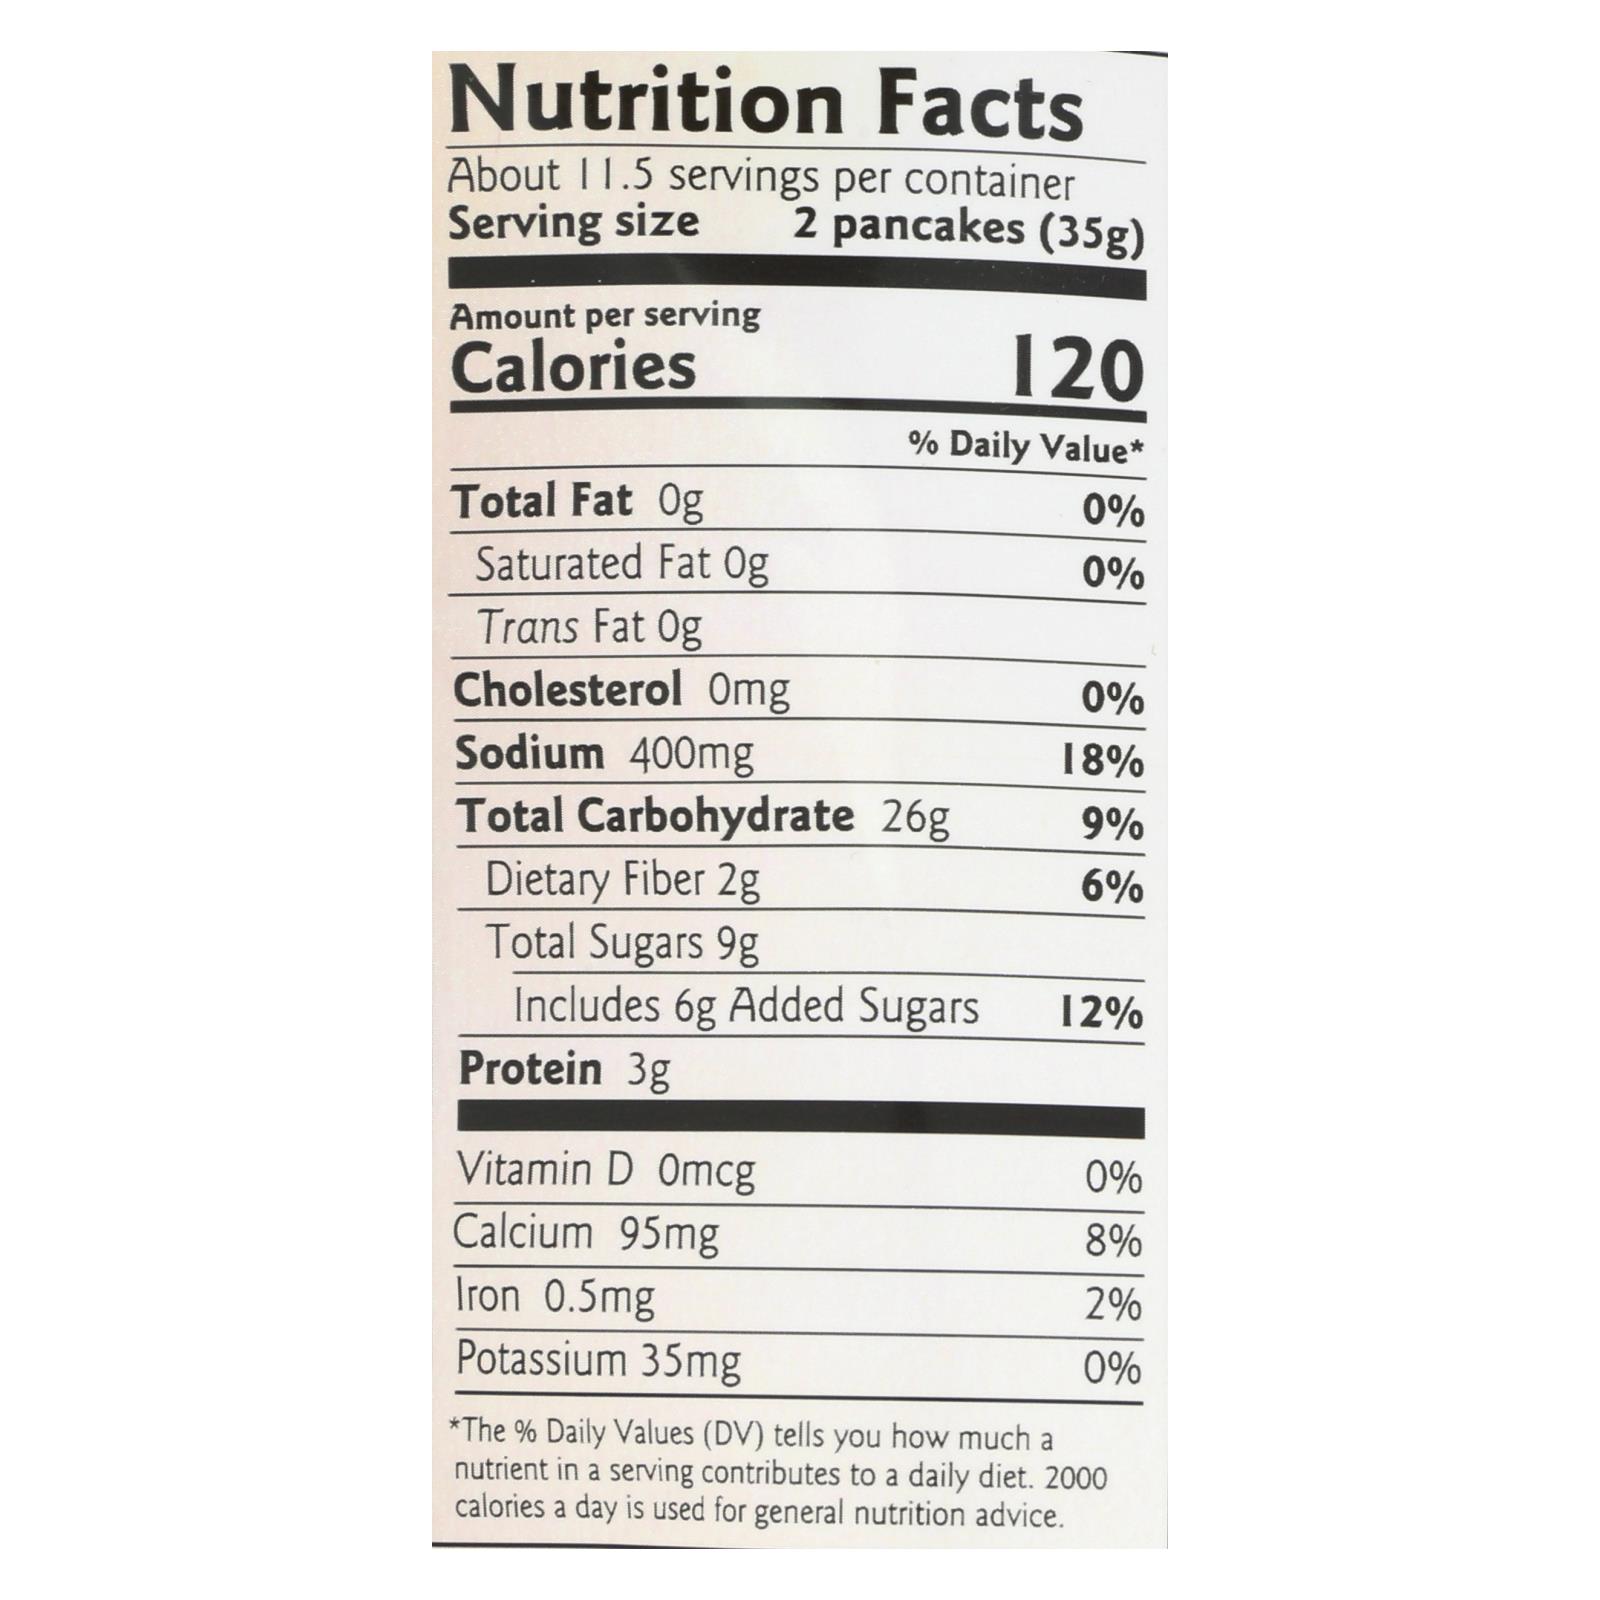 Nutrition Facts
About 11.5 servings per container
Serving size 2 pancakes (35g)
Amount per serving
Calories 120
% Daily Value*
Total Fat 0g 0%
Saturated Fat 0g 0%
Trans Fat 0g
Cholesterol 0mg 0%
Sodium 400mg 18%
Total Carbohydrate 26g 9%
Dietary Fiber 2g 6%
Total Sugars 9g
Includes 6g Added Sugars 12%
Protein 3g
Vitamin D 0mcg 0%
Calcium 95mg 8%
Iron 0.5mg 2%
Potassium 35mg 0%
*The % Daily Values (DV) tells you how much a
nutrient in a serving contributes to a daily diet. 2000
calories a day is used for general nutrition advice.